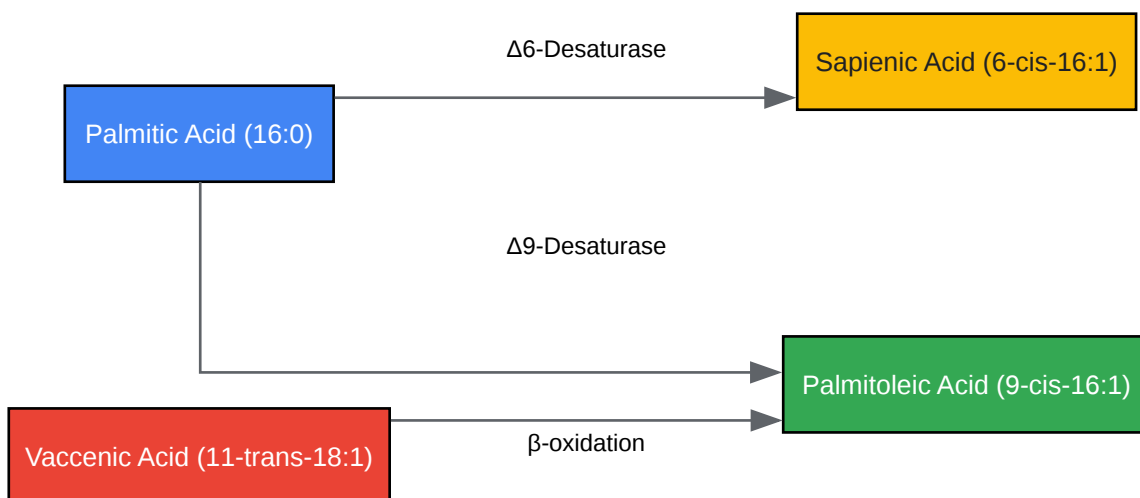 Δ6-Desaturase
Sapienic Acid (6-cis-16:1)
Palmitic Acid (16:0)
Δ9-Desaturase
Palmitoleic Acid (9-cis-16:1)
β-oxidation
Vaccenic Acid (11-trans-18:1)